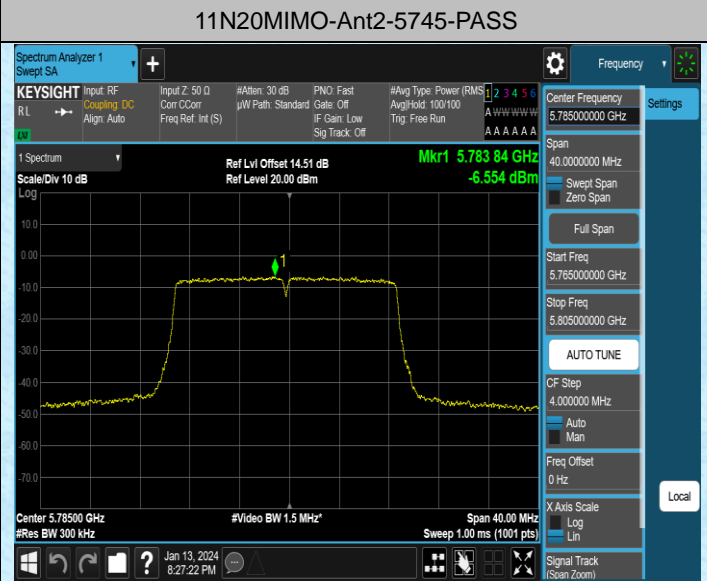 11N20MIMO-Ant2-5745-PASS
Spectrum Analyzer 1
Swept SA
+
Frequency
KEYSIGHT
RL
Input: RF
Coupling: DC
Align: Auto
Input Z: 50 Ω
Corr CCorr
Freq Ref: Int (S)
#Atten: 30 dB
µW Path: Standard
PNO: Fast
Gate: Off
IF Gain: Low
Sig Track: Off
#Avg Type: Power (RMS
Avg|Hold: 100/100
Trig: Free Run
1 2 3 4 5 6
A W W W W W
A A A A A A
LXI
1 Spectrum
Scale/Div 10 dB
Log
Ref Lvl Offset 14.51 dB
Ref Level 20.00 dBm
Mkr1 5.783 84 GHz
-6.554 dBm
10.0
0.00
-10.0
-20.0
-30.0
-40.0
-50.0
-60.0
-70.0
1
Center 5.78500 GHz
#Res BW 300 kHz
#Video BW 1.5 MHz*
Span 40.00 MHz
Sweep 1.00 ms (1001 pts)
?
Jan 13, 2024
8:27:22 PM
Center Frequency
5.785000000 GHz
Settings
Span
40.0000000 MHz
Swept Span
Zero Span
Full Span
Start Freq
5.765000000 GHz
Stop Freq
5.805000000 GHz
AUTO TUNE
CF Step
4.000000 MHz
Auto
Man
Freq Offset
0 Hz
X Axis Scale
Log
Lin
Local
Signal Track
(Span Zoom)